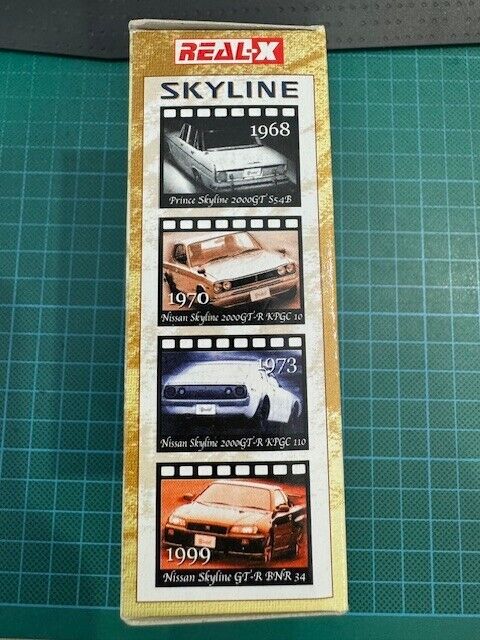 REAL-X
SKYLINE
1968
Prince Skyline 2000GT S54B
1970
Nissan Skyline 2000GT-R KPGC 10
1973
Nissan Skyline 2000GT-R KPGC 110
1999
Nissan Skyline GT-R BNR 34